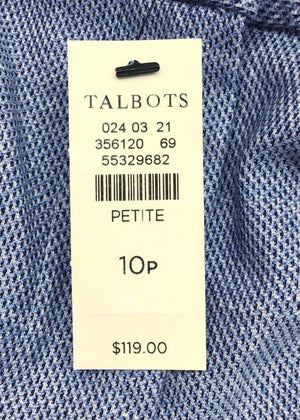 TALBOTS
024 03 21
356120 69
55329682
PETITE
10P
$119.00